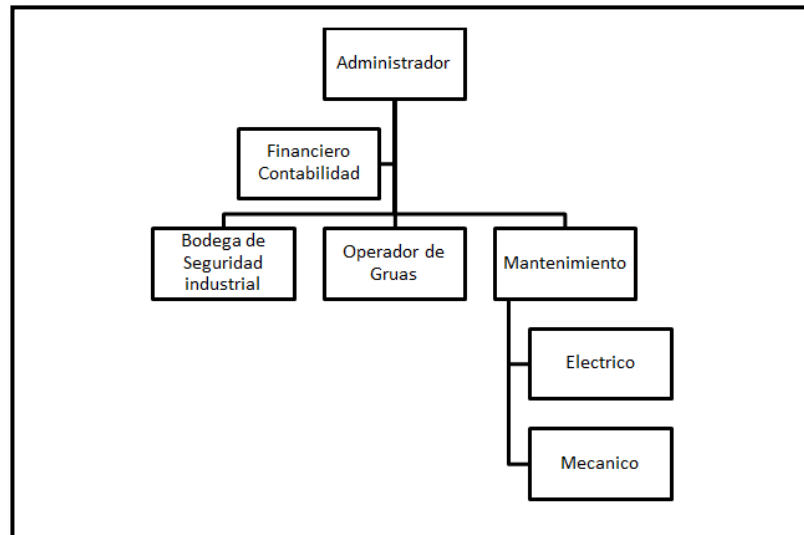 Administrador
Financiero
Contabilidad
Bodega de
Seguridad
industrial
Operador de
Gruas
Mantenimiento
Electrico
Mecanico